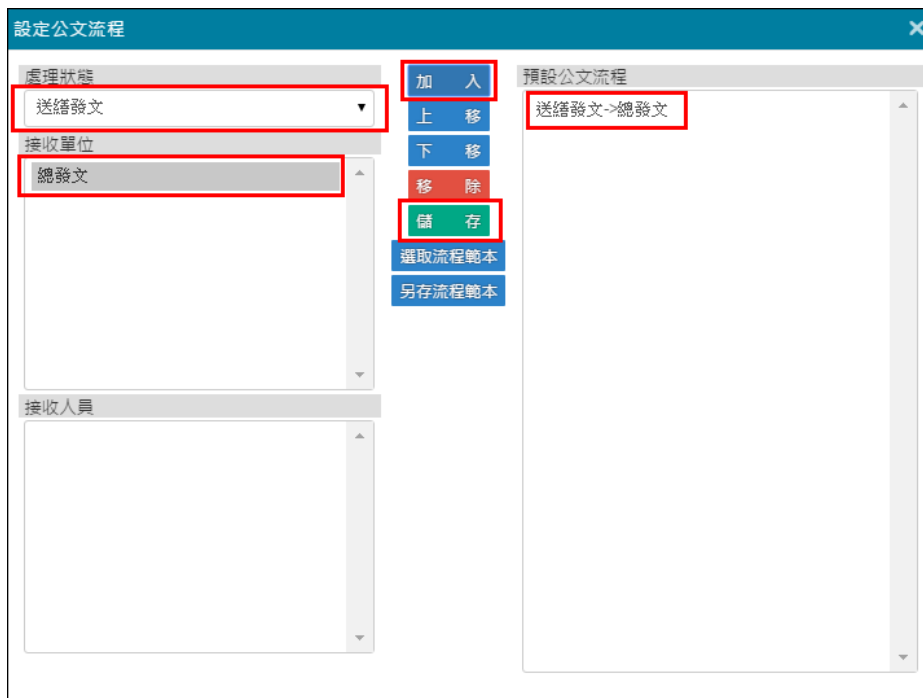 設定公文流程
處理狀態
送繕發文
接收單位
總發文
接收人員
加 入
上 移
下 移
移 除
儲 存
選取流程範本
另存流程範本
預設公文流程
送繕發文->總發文